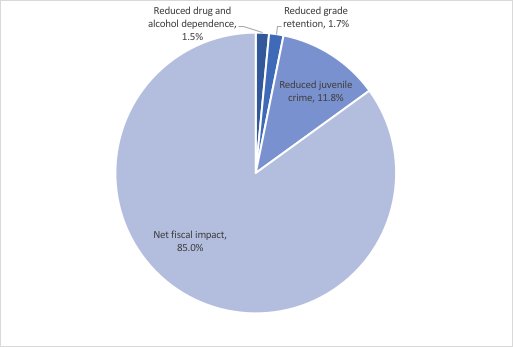 Reduced drug and
alcohol dependence,
1.5%
Reduced grade
retention, 1.7%
Reduced juvenile
crime, 11.8%
Net fiscal impact,
85.0%